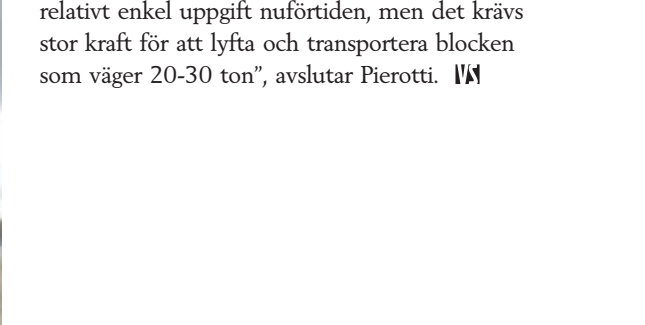 relativt enkel uppgift nuförtiden, men det krävs
stor kraft för att lyfta och transportera blocken
som väger 20-30 ton”, avslutar Pierotti. VS